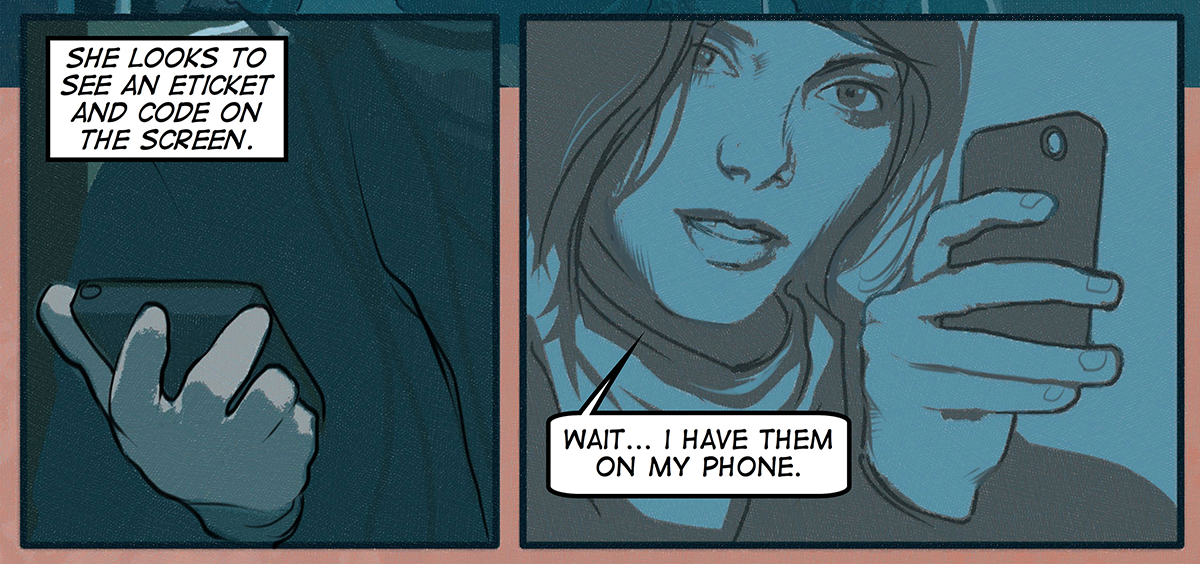 SHE LOOKS TO
SEE AN ETICKET
AND CODE ON
THE SCREEN.
WAIT... I HAVE THEM
ON MY PHONE.